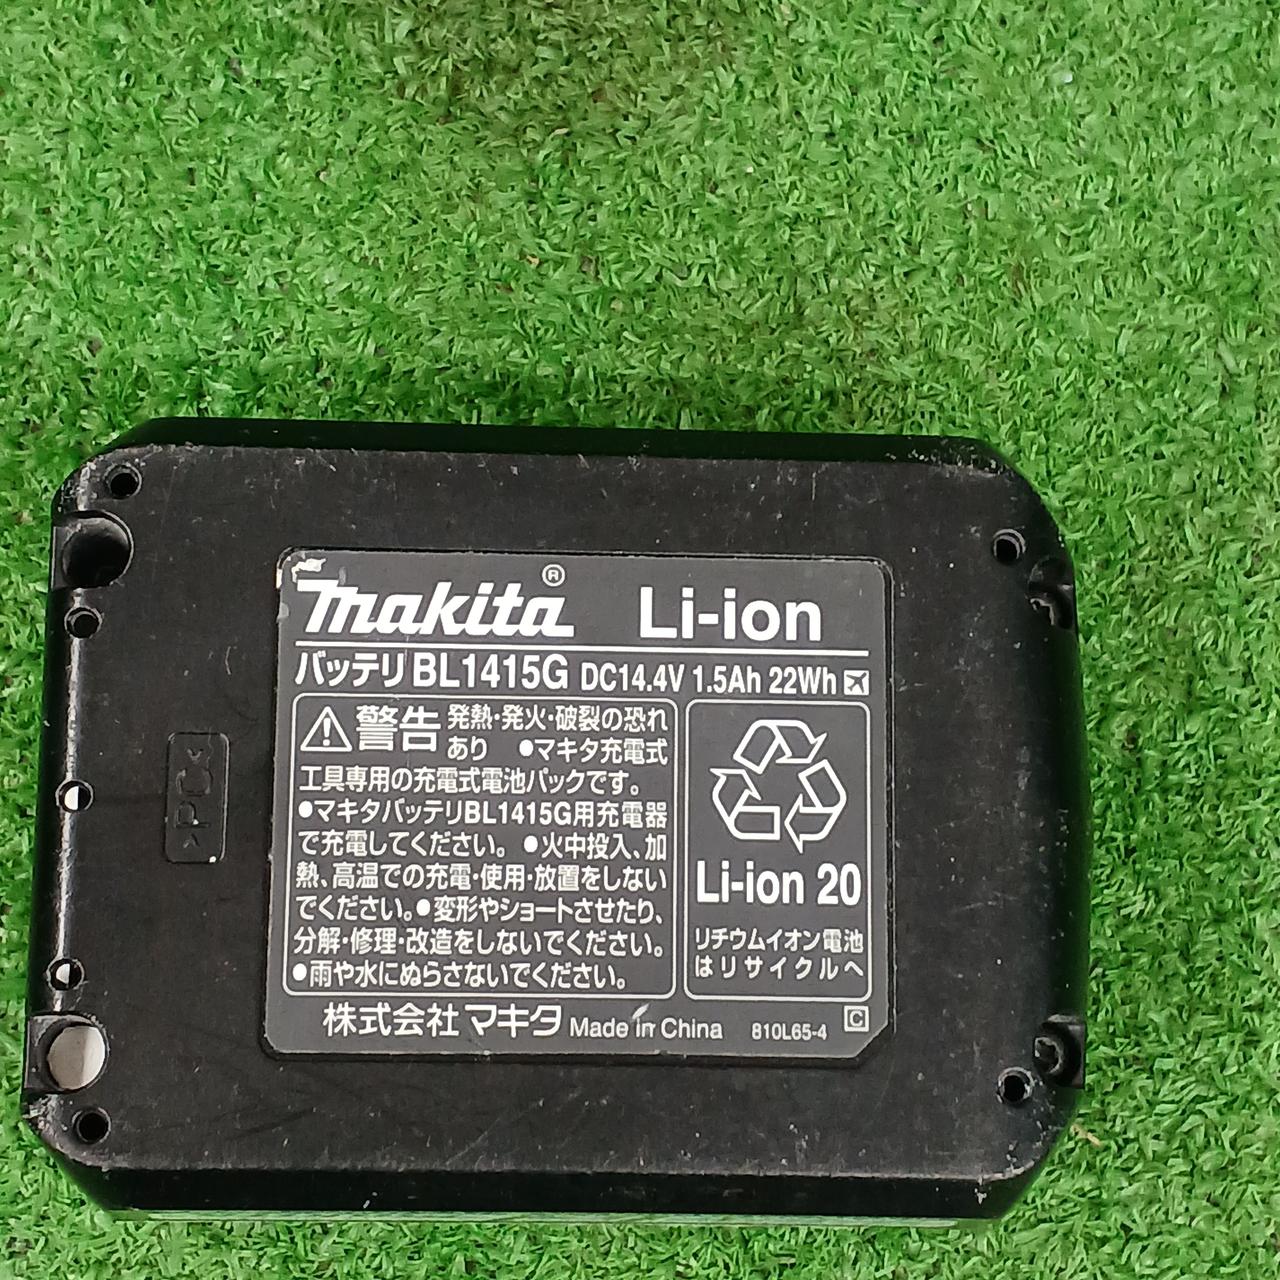 makita® Li-ion
バッテリBL1415G DC14.4V 1.5Ah 22Wh
警告 発熱・発火・破裂の恐れ
あり ●マキタ充電式
工具専用の充電式電池パックです。
●マキタバッテリBL1415G用充電器
で充電してください。●火中投入、加
熱、高温での充電・使用・放置をしない
でください。●変形やショートさせたり、
分解・修理・改造をしないでください。
●雨や水にぬらさないでください。
Li-ion 20
リチウムイオン電池
はリサイクルへ
株式会社マキタ Made in China 810L65-4 C
>PC<